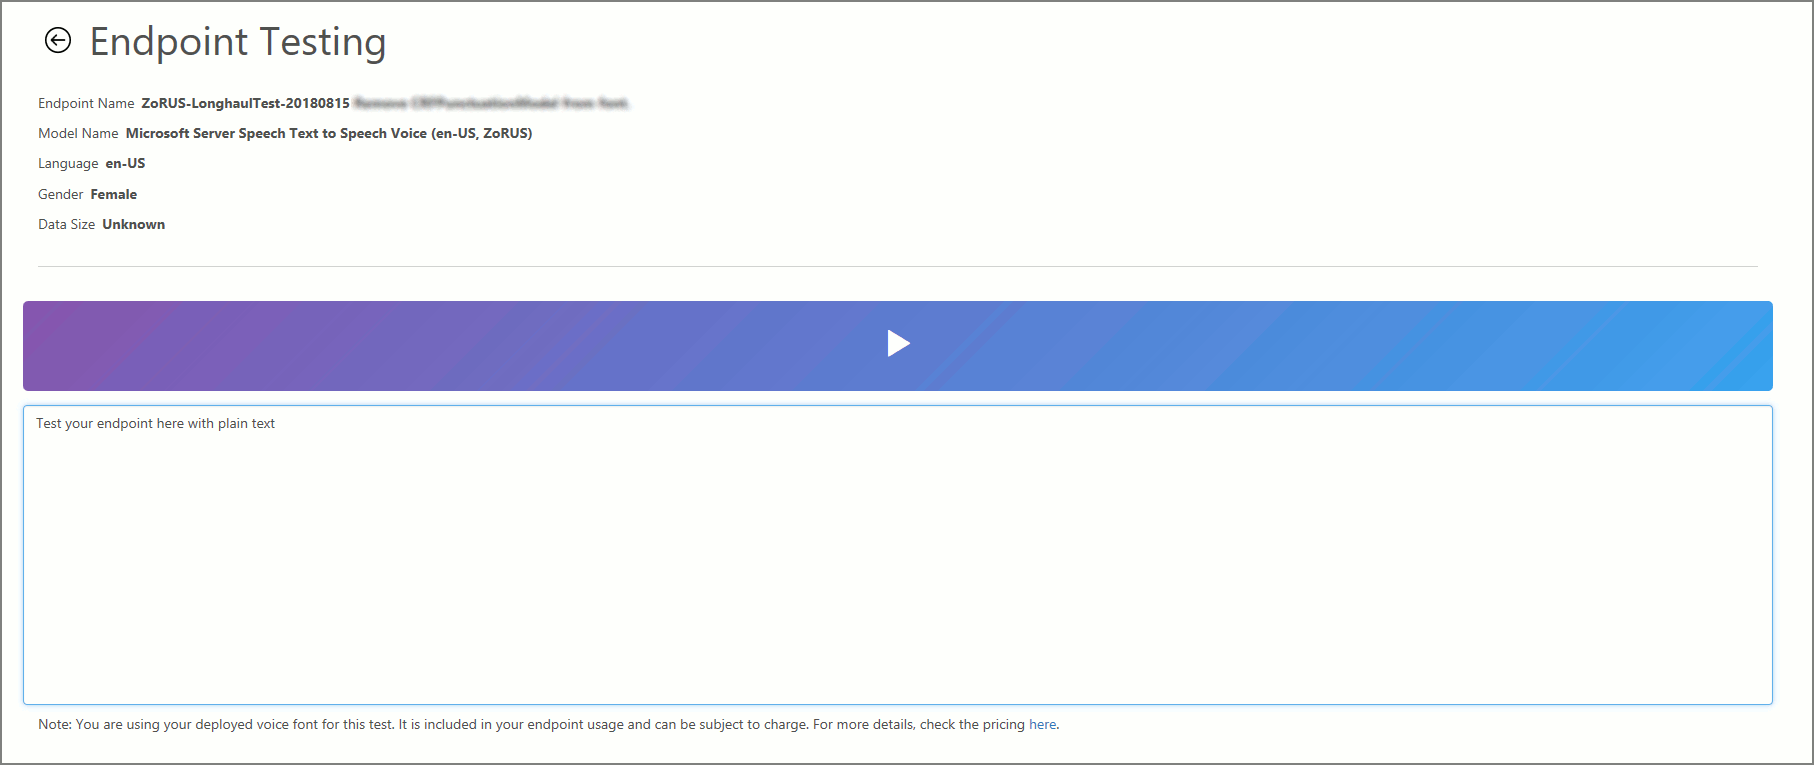 Endpoint Testing
Endpoint Name ZoRUS-LonghaulTest-20180815
Model Name Microsoft Server Speech Text to Speech Voice (en-US, ZoRUS)
Language en-US
Gender Female
Data Size Unknown
Test your endpoint here with plain text
Note: You are using your deployed voice font for this test. It is included in your endpoint usage and can be subject to charge. For more details, check the pricing here.